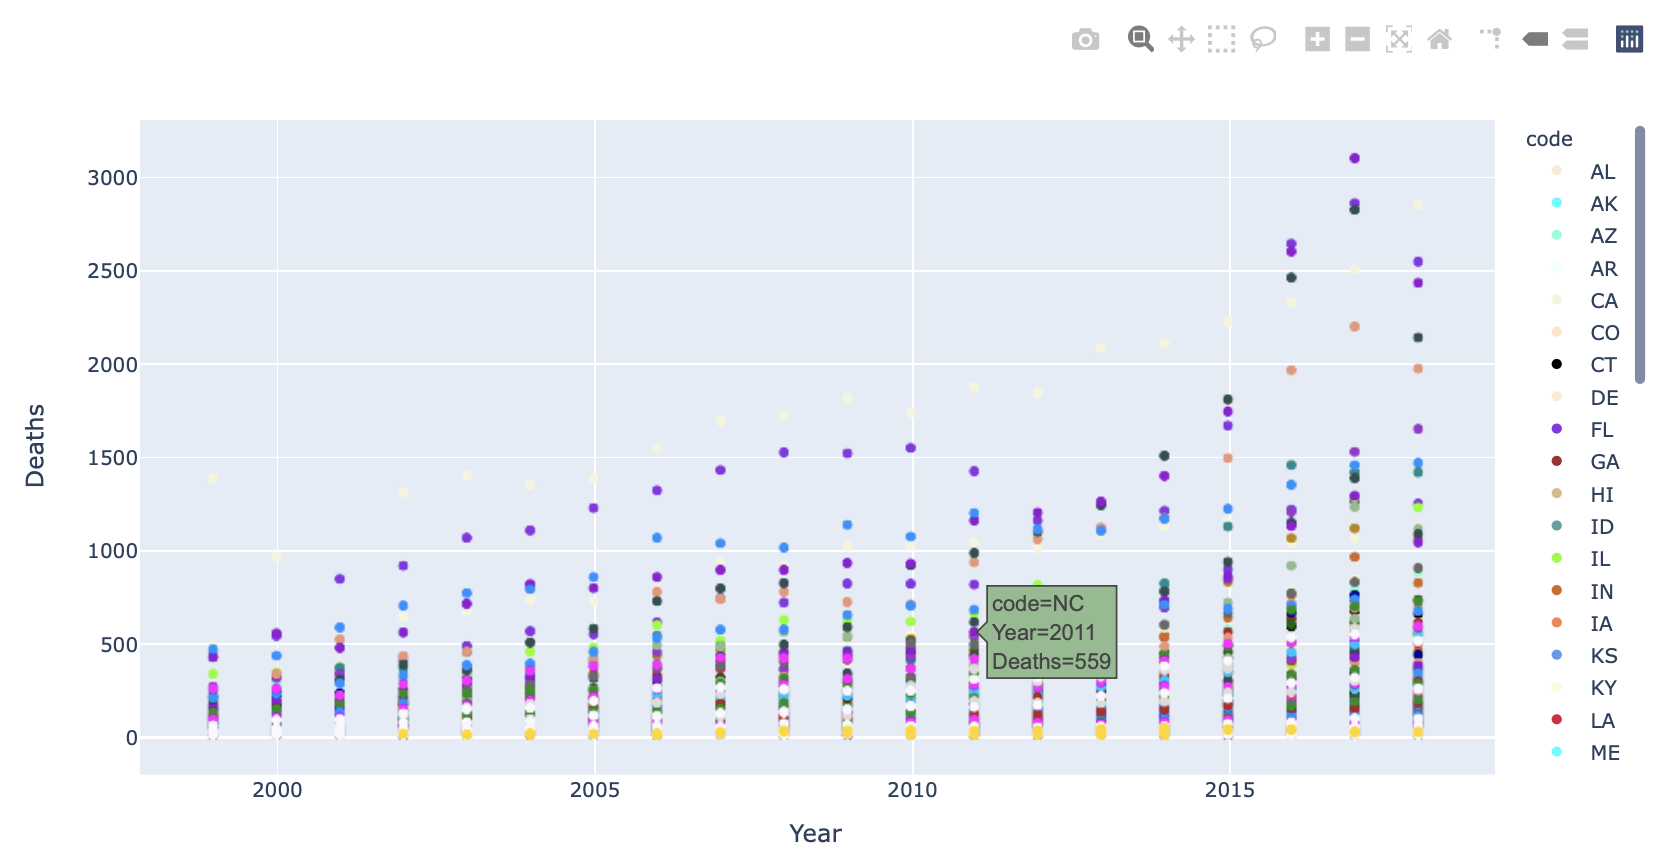 3000
2500
2000
1500
1000
500
0
Deaths
2000
2005
2010
2015
Year
code=NC
Year=2011
Deaths=559
code
AL
AK
AZ
AR
CA
CO
CT
DE
FL
GA
HI
ID
IL
IN
IA
KS
KY
LA
ME